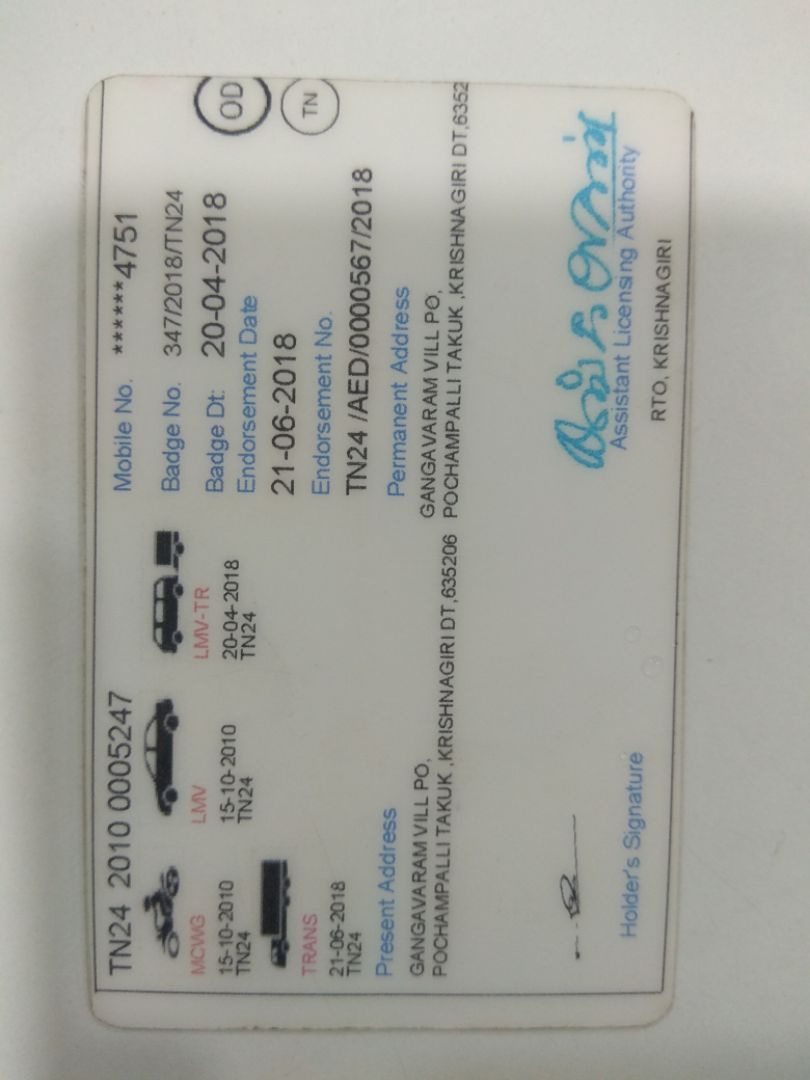 TN24 2010 0005247
Mobile No. ******4751
OD
MCWG
15-10-2010
TN24
LMV
15-10-2010
TN24
LMV-TR
20-04-2018
TN24
Badge No. 347/2018/TN24
Badge Dt: 20-04-2018
TN
Endorsement Date
21-06-2018
TRANS
21-06-2018
TN24
Endorsement No.
TN24 /AED/0000567/2018
Present Address
GANGAVARAM VILL PO,
POCHAMPALLI TAKUK ,KRISHNAGIRI DT,635206
Permanent Address
GANGAVARAM VILL PO,
POCHAMPALLI TAKUK ,KRISHNAGIRI DT,6352
Holder's Signature
Assistant Licensing Authority
RTO, KRISHNAGIRI